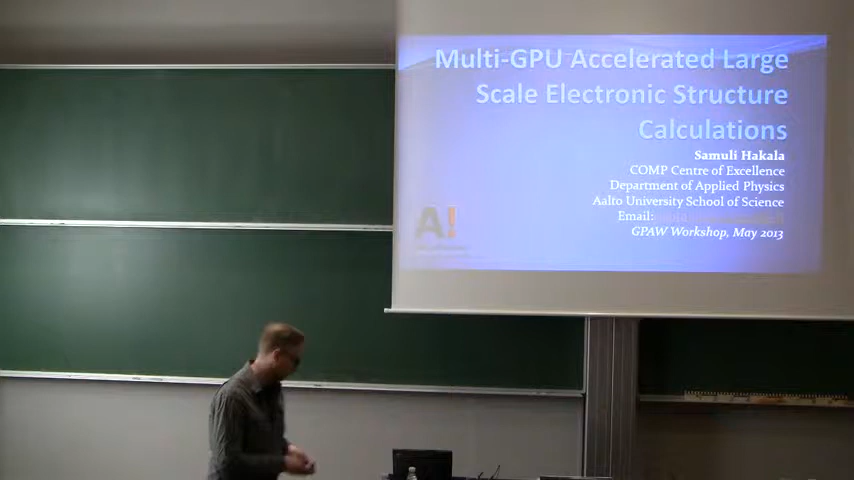 Multi-GPU Accelerated Large
Scale Electronic Structure
Calculations
Samuli Hakala
COMP Centre of Excellence
Department of Applied Physics
Aalto University School of Science
Email:
GPAW Workshop, May 2013
A!